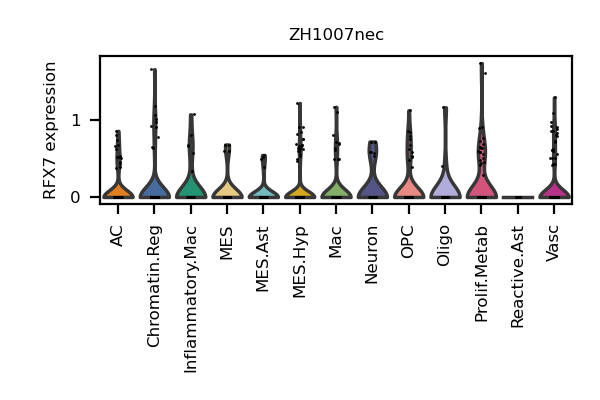 ZH1007nec
RFX7 expression
1
0
AC
Chromatin.Reg
Inflammatory.Mac
MES
MES.Ast
MES.Hyp
Mac
Neuron
OPC
Oligo
Prolif.Metab
Reactive.Ast
Vasc